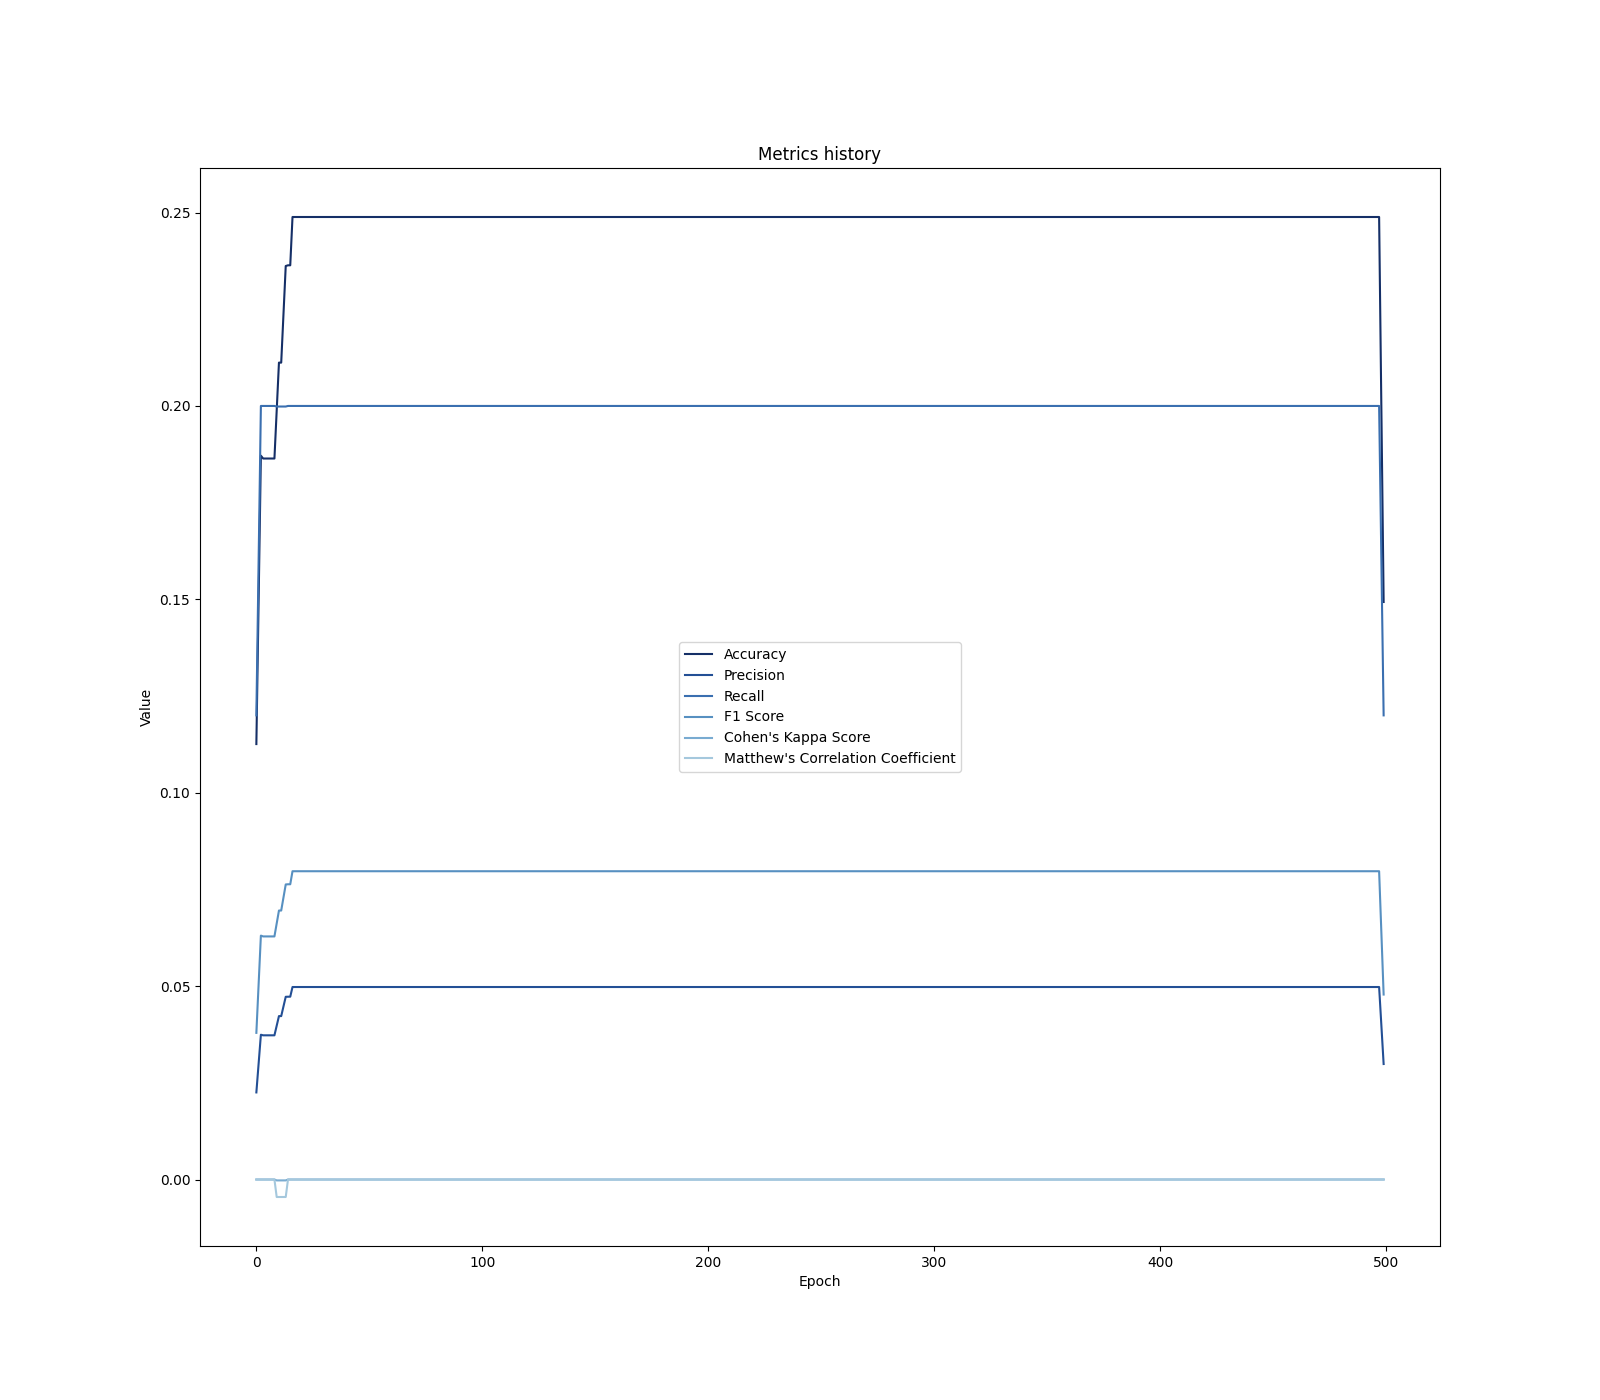 Metrics history
0.25
0.20
0.15
0.10
0.05
0.00
Value
Accuracy
Precision
Recall
F1 Score
Cohen's Kappa Score
Matthew's Correlation Coefficient
0 100 200 300 400 500
Epoch